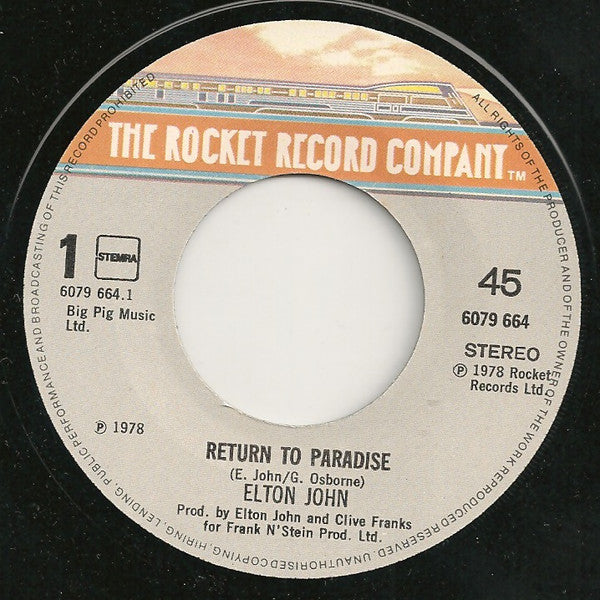 THE ROCKET RECORD COMPANY™
1
STEMRA
6079 664.1
Big Pig Music
Ltd.
℗ 1978
45
6079 664
STEREO
℗ 1978 Rocket
Records Ltd.
RETURN TO PARADISE
(E. John/G. Osborne)
ELTON JOHN
Prod. by Elton John and Clive Franks
for Frank N'Stein Prod. Ltd.
ALL RIGHTS OF THE PRODUCER AND OF THE OWNER OF THE WORK REPRODUCED RESERVED. UNAUTHORISED COPYING, HIRING, LENDING, PUBLIC PERFORMANCE AND BROADCASTING OF THIS RECORD PROHIBITED